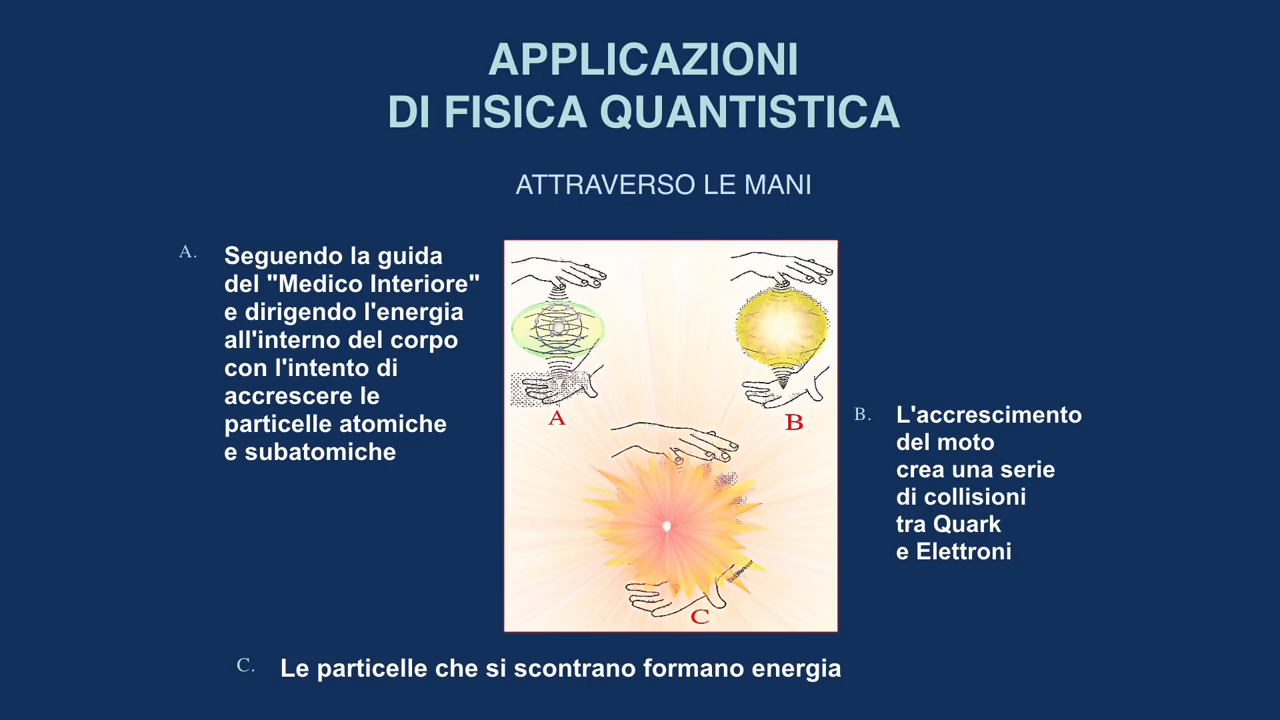 APPLICAZIONI
DI FISICA QUANTISTICA
ATTRAVERSO LE MANI
A. Seguendo la guida
del "Medico Interiore"
e dirigendo l'energia
all'interno del corpo
con l'intento di
accrescere le
particelle atomiche
e subatomiche
A
B
C
B. L'accrescimento
del moto
crea una serie
di collisioni
tra Quark
e Elettroni
C. Le particelle che si scontrano formano energia